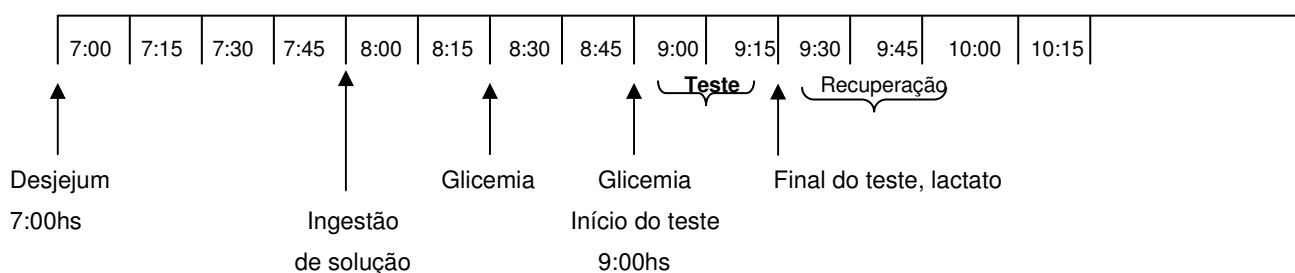 7:00 7:15 7:30 7:45 8:00 8:15 8:30 8:45 9:00 9:15 9:30 9:45 10:00 10:15
Teste Recuperação
Desjejum Glicemia Glicemia Final do teste, lactato
7:00hs Ingestão Início do teste
de solução 9:00hs